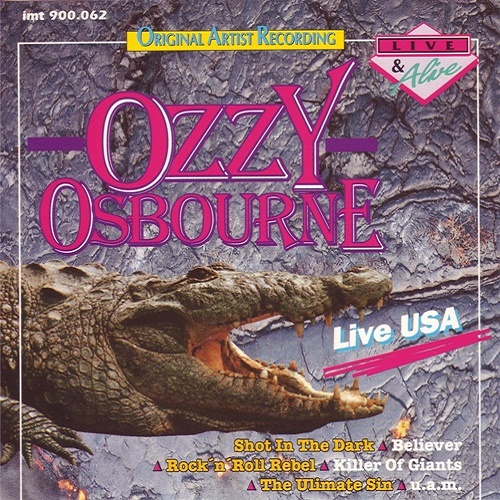 imt 900.062
ORIGINAL ARTIST RECORDING
LIVE
& Alive
OZZY
OSBOURNE
Live USA
Shot In The Dark ▲ Believer
▲ Rock´n´Roll Rebel ▲ Killer Of Giants
▲ The Ulimate Sin ▲ u.a.m.